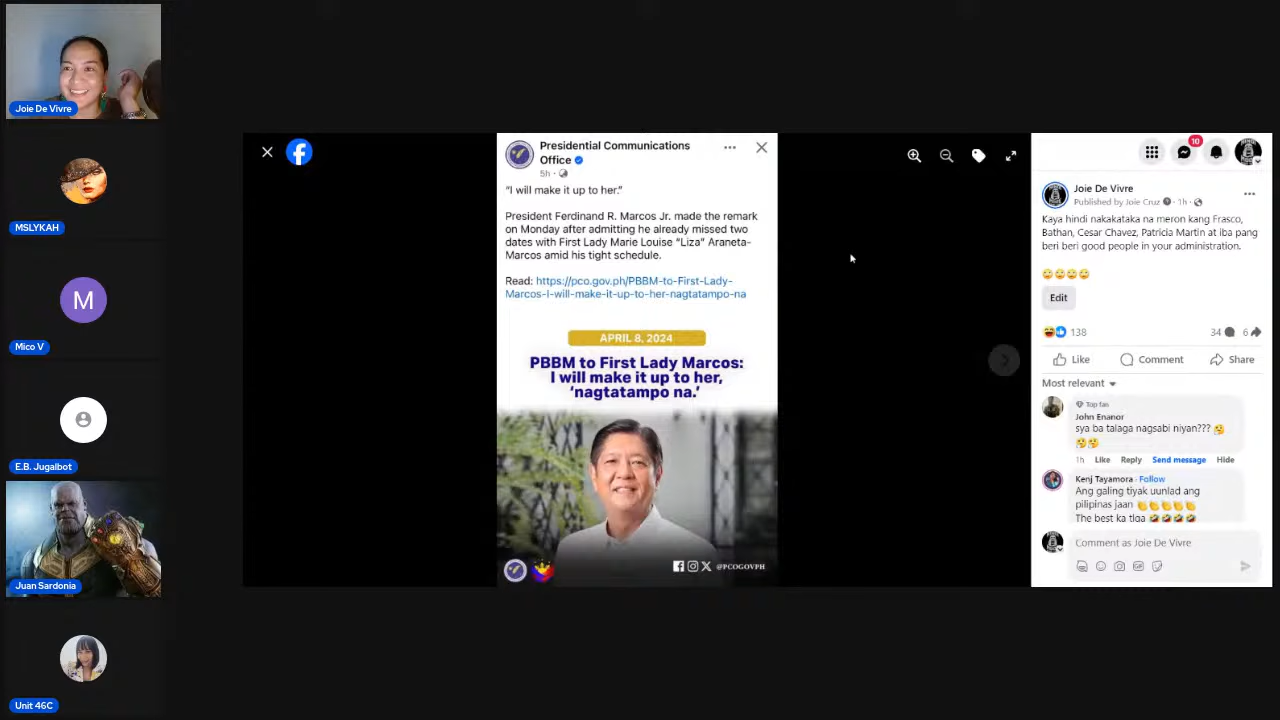 Joie De Vivre
MSLYKAH
M
Mico V
E.B. Jugalbot
Juan Sardonia
Unit 46C
Presidential Communications
Office
5h ·
"I will make it up to her."
President Ferdinand R. Marcos Jr. made the remark
on Monday after admitting he already missed two
dates with First Lady Marie Louise "Liza" Araneta-
Marcos amid his tight schedule.
Read: https://pco.gov.ph/PBBM-to-First-Lady-
Marcos-I-will-make-it-up-to-her-nagtatampo-na
APRIL 8, 2024
PBBM to First Lady Marcos:
I will make it up to her,
'nagtatampo na.'
@PCOGOVPH
10
Joie De Vivre
Published by Joie Cruz · 1h ·
Kaya hindi nakakataka na meron kang Frasco,
Bathan, Cesar Chavez, Patricia Martin at iba pang
beri beri good people in your administration.
🙄🙄🙄🙄
Edit
138
34
6
Like
Comment
Share
Most relevant
Top fan
John Enanor
sya ba talaga nagsabi niyan???
1h Like Reply Send message Hide
Kenj Tayamora · Follow
Ang galing tiyak uunlad ang
pilipinas jaan 👏👏👏👏👏
The best ka tlga 🤣🤣🤣🤣
Comment as Joie De Vivre
GIF